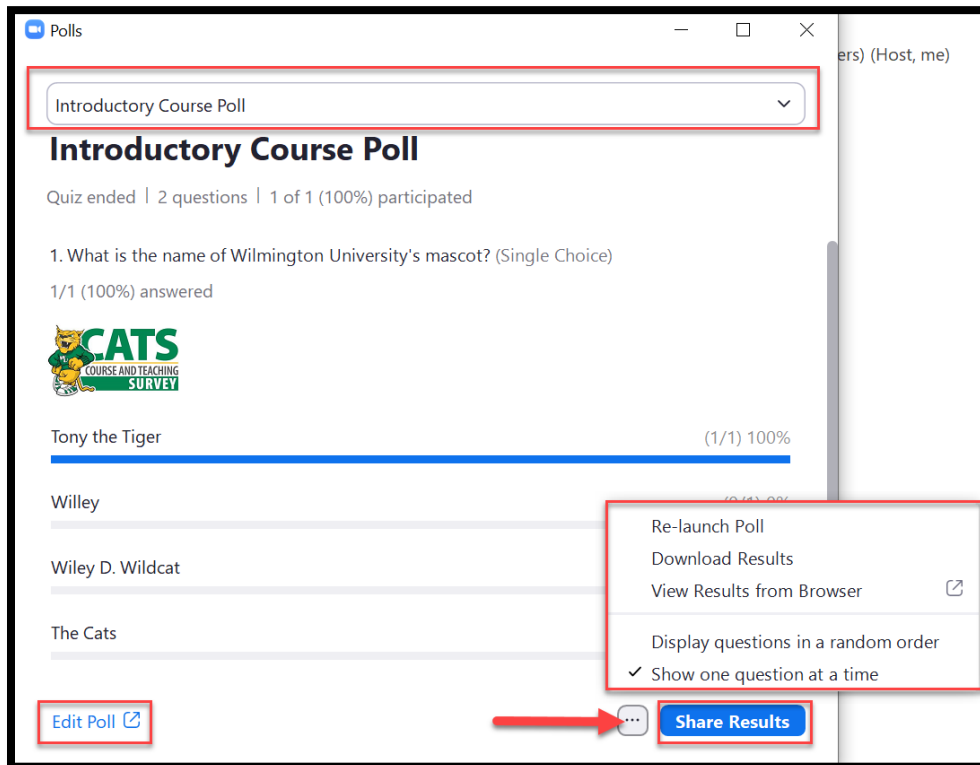 Polls
ers) (Host, me)
Introductory Course Poll
Introductory Course Poll
Quiz ended | 2 questions | 1 of 1 (100%) participated
1. What is the name of Wilmington University's mascot? (Single Choice)
1/1 (100%) answered
CATS
COURSE AND TEACHING
SURVEY
Tony the Tiger (1/1) 100%
Willey
Wiley D. Wildcat
The Cats
Re-launch Poll
Download Results
View Results from Browser
Display questions in a random order
Show one question at a time
Edit Poll
... Share Results